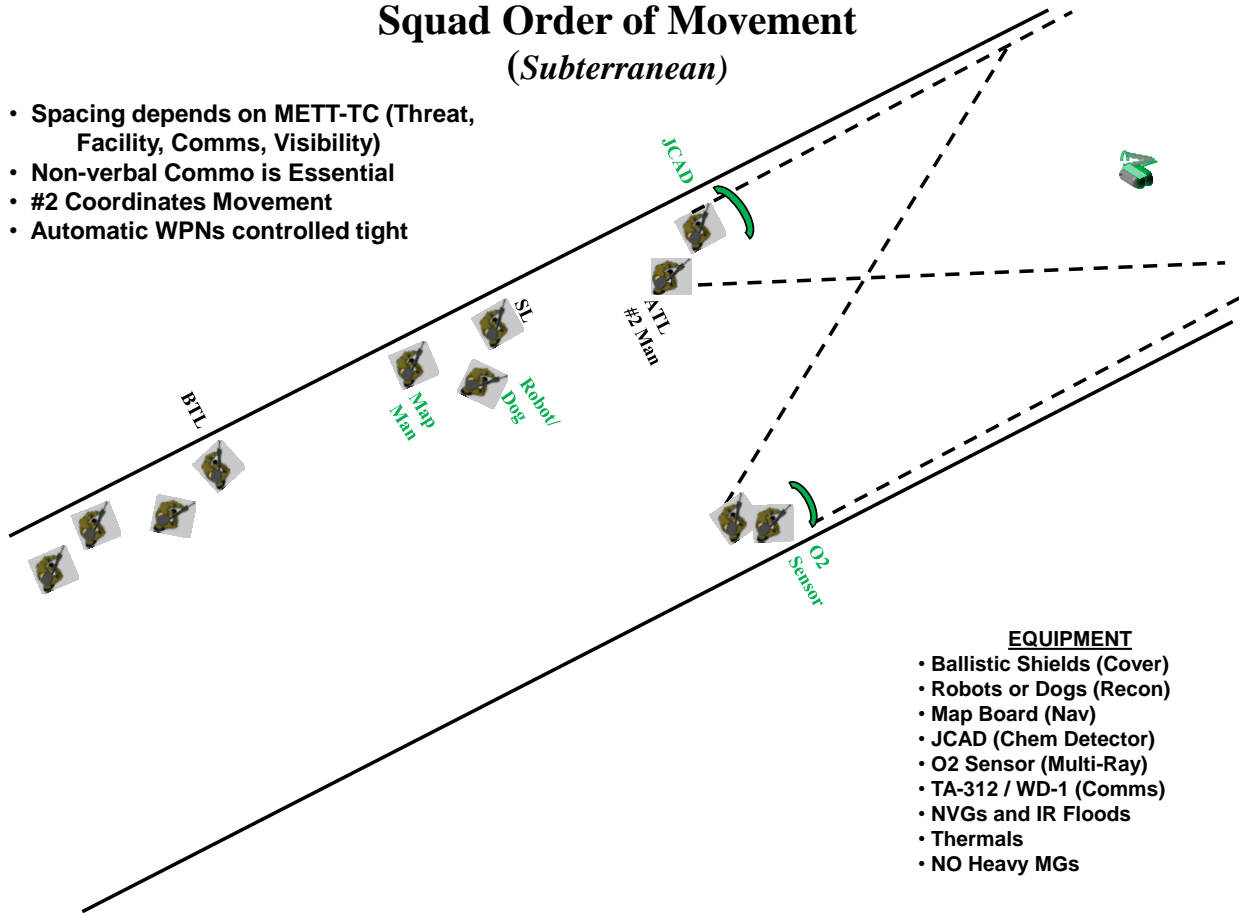 Squad Order of Movement
(Subterranean)
• Spacing depends on METT-TC (Threat,
Facility, Comms, Visibility)
• Non-verbal Commo is Essential
• #2 Coordinates Movement
• Automatic WPNs controlled tight
JCAD
ATL
#2 Man
SL
Robot/
Dog
Map
Man
BTL
O2
Sensor
EQUIPMENT
• Ballistic Shields (Cover)
• Robots or Dogs (Recon)
• Map Board (Nav)
• JCAD (Chem Detector)
• O2 Sensor (Multi-Ray)
• TA-312 / WD-1 (Comms)
• NVGs and IR Floods
• Thermals
• NO Heavy MGs